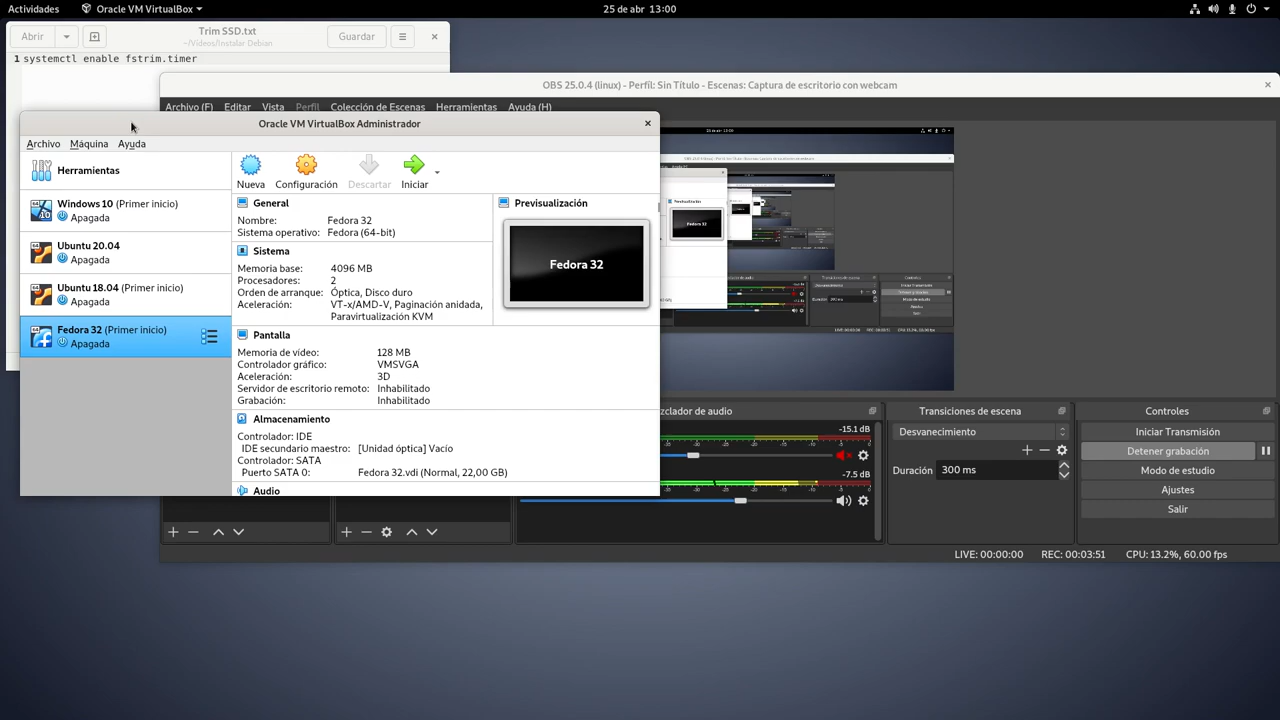 Actividades
Oracle VM VirtualBox
25 de abr 13:00
Abrir
Trim SSD.txt
~/Vídeos/Instalar Debian
Guardar
1 systemctl enable fstrim.timer
OBS 25.0.4 (linux) - Perfil: Sin Título - Escenas: Captura de escritorio con webcam
Archivo (F) Editar Vista Perfil Colección de Escenas Herramientas Ayuda (H)
Oracle VM VirtualBox Administrador
Archivo Máquina Ayuda
Herramientas
Windows 10 (Primer inicio)
Apagada
Ubuntu 20.04
Apagada
Ubuntu 18.04 (Primer inicio)
Apagada
Fedora 32 (Primer inicio)
Apagada
Nueva Configuración Descartar Iniciar
General
Nombre: Fedora 32
Sistema operativo: Fedora (64-bit)
Sistema
Memoria base: 4096 MB
Procesadores: 2
Orden de arranque: Óptica, Disco duro
Aceleración: VT-x/AMD-V, Paginación anidada,
Paravirtualización KVM
Previsualización
Fedora 32
Pantalla
Memoria de vídeo: 128 MB
Controlador gráfico: VMSVGA
Aceleración: 3D
Servidor de escritorio remoto: Inhabilitado
Grabación: Inhabilitado
Almacenamiento
Controlador: IDE
IDE secundario maestro: [Unidad óptica] Vacío
Controlador: SATA
Puerto SATA 0: Fedora 32.vdi (Normal, 22,00 GB)
Audio
zclador de audio
-15.1 dB
-7.5 dB
Transiciones de escena
Desvanecimiento
Duración 300 ms
Controles
Iniciar Transmisión
Detener grabación
Modo de estudio
Ajustes
Salir
LIVE: 00:00:00 REC: 00:03:51 CPU: 13.2%, 60.00 fps